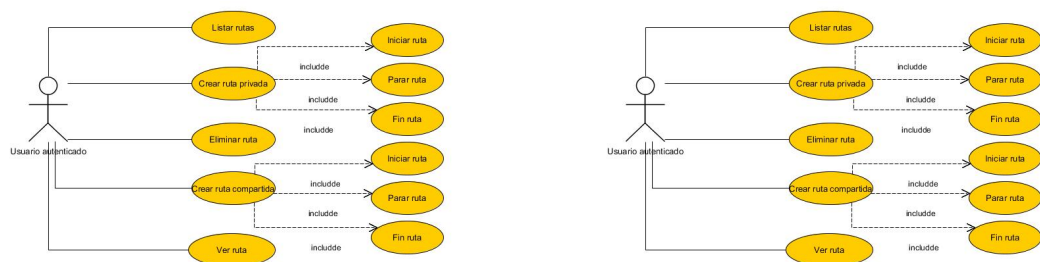 Listar rutas
Iniciar ruta
includde
Crear ruta privada
Parar ruta
includde
Fin ruta
includde
Eliminar ruta
Usuario autenticado
Iniciar ruta
includde
Crear ruta compartida
Parar ruta
includde
Fin ruta
includde
Ver ruta
Listar rutas
Iniciar ruta
includde
Crear ruta privada
Parar ruta
includde
Fin ruta
includde
Eliminar ruta
Usuario autenticado
Iniciar ruta
includde
Crear ruta compartida
Parar ruta
includde
Fin ruta
includde
Ver ruta